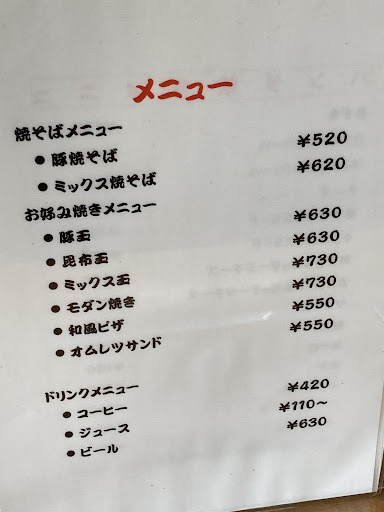 メニュー
焼そばメニュー
● 豚焼そば ¥520
● ミックス焼そば ¥620
お好み焼きメニュー
● 豚玉 ¥630
● 昆布玉 ¥630
● ミックス玉 ¥730
● モダン焼き ¥730
● 和風ピザ ¥550
● オムレツサンド ¥550
ドリンクメニュー
● コーヒー ¥420
● ジュース ¥110～
● ビール ¥630